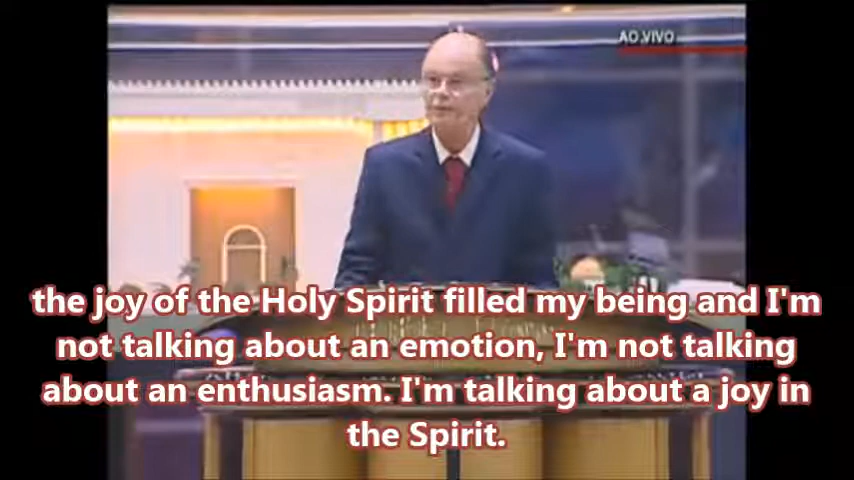 AO VIVO
the joy of the Holy Spirit filled my being and I'm
not talking about an emotion, I'm not talking
about an enthusiasm. I'm talking about a joy in
the Spirit.